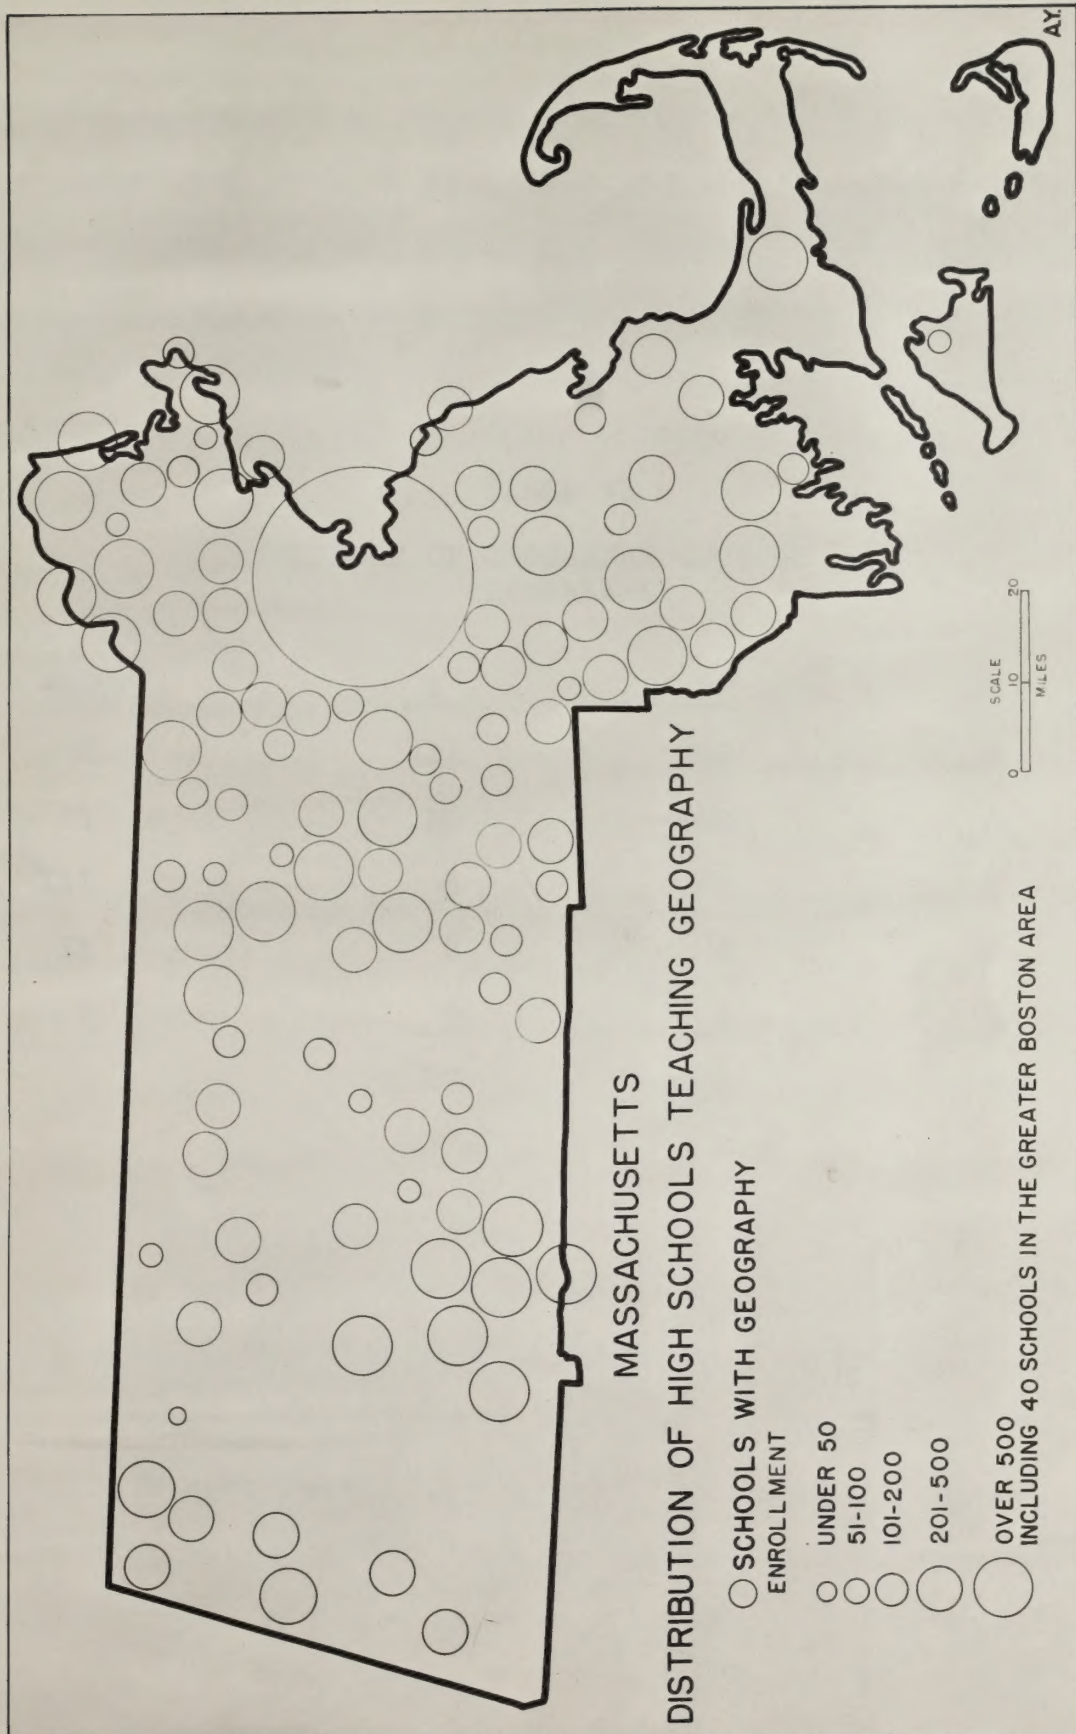 MASSACHUSETTS
DISTRIBUTION OF HIGH SCHOOLS TEACHING GEOGRAPHY
SCHOOLS WITH GEOGRAPHY
ENROLLMENT
UNDER 50
51-100
101-200
201-500
OVER 500
INCLUDING 40 SCHOOLS IN THE GREATER BOSTON AREA
SCALE
0 10 20
MILES
A.Y.